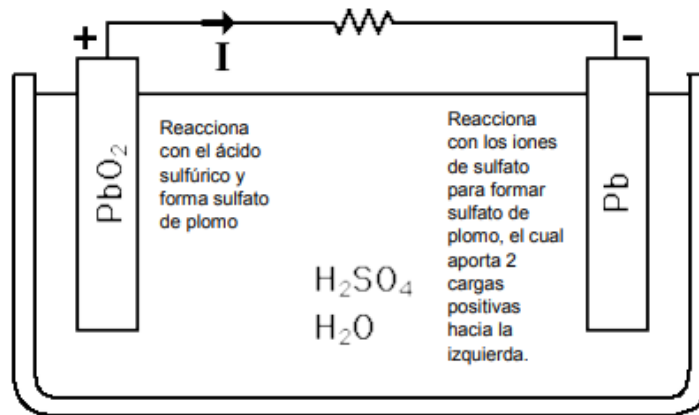 +
I
−
PbO₂
Reacciona
con el ácido
sulfúrico y
forma sulfato
de plomo
H₂SO₄
H₂O
Reacciona
con los iones
de sulfato
para formar
sulfato de
plomo, el cual
aporta 2
cargas
positivas
hacia la
izquierda.
Pb